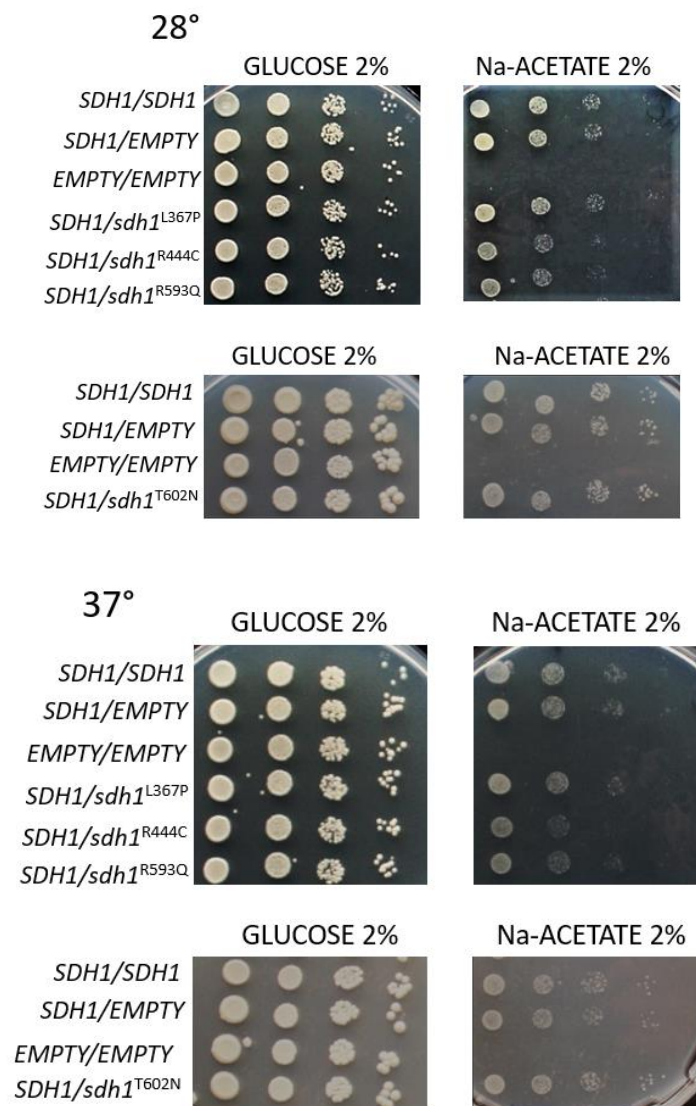 28°
GLUCOSE 2% Na-ACETATE 2%
SDH1/SDH1
SDH1/EMPTY
EMPTY/EMPTY
SDH1/sdh1L367P
SDH1/sdh1R444C
SDH1/sdh1R593Q
GLUCOSE 2% Na-ACETATE 2%
SDH1/SDH1
SDH1/EMPTY
EMPTY/EMPTY
SDH1/sdh1T602N
37°
GLUCOSE 2% Na-ACETATE 2%
SDH1/SDH1
SDH1/EMPTY
EMPTY/EMPTY
SDH1/sdh1L367P
SDH1/sdh1R444C
SDH1/sdh1R593Q
GLUCOSE 2% Na-ACETATE 2%
SDH1/SDH1
SDH1/EMPTY
EMPTY/EMPTY
SDH1/sdh1T602N